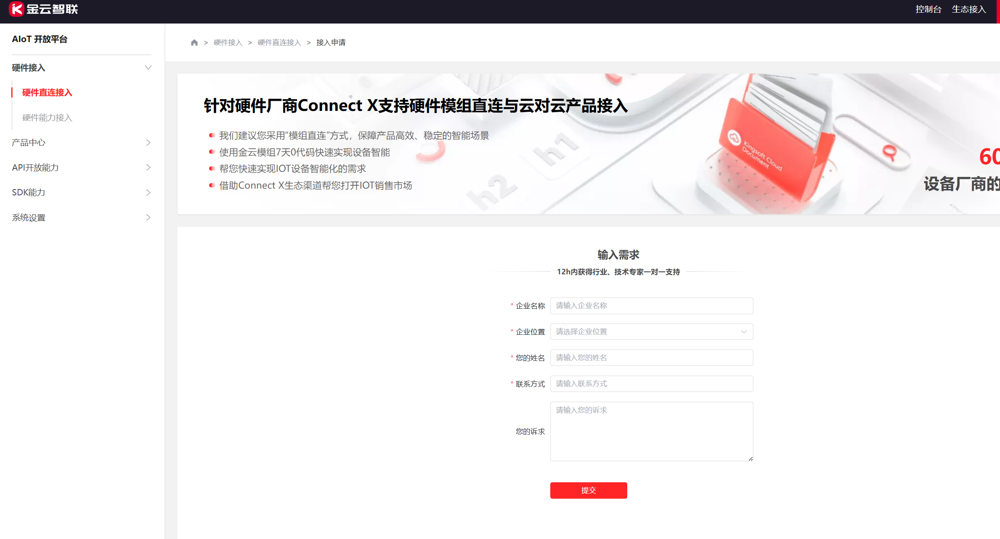 金云智联
控制台 生态接入
AIoT 开放平台
硬件接入
硬件直连接入
硬件能力接入
产品中心
API开放能力
SDK能力
系统设置
> 硬件接入 > 硬件直连接入 > 接入申请
针对硬件厂商Connect X支持硬件模组直连与云对云产品接入
我们建议您采用“模组直连”方式，保障产品高效、稳定的智能场景
使用金云模组7天0代码快速实现设备智能
帮您快速实现IOT设备智能化的需求
借助Connect X生态渠道帮您打开IOT销售市场
h1
h2
Kingsoft Cloud
Document
60
设备厂商的
输入需求
12h内获得行业、技术专家一对一支持
* 企业名称 请输入企业名称
* 企业位置 请选择企业位置
* 您的姓名 请输入您的姓名
* 联系方式 请输入联系方式
您的诉求 请输入您的诉求
提交